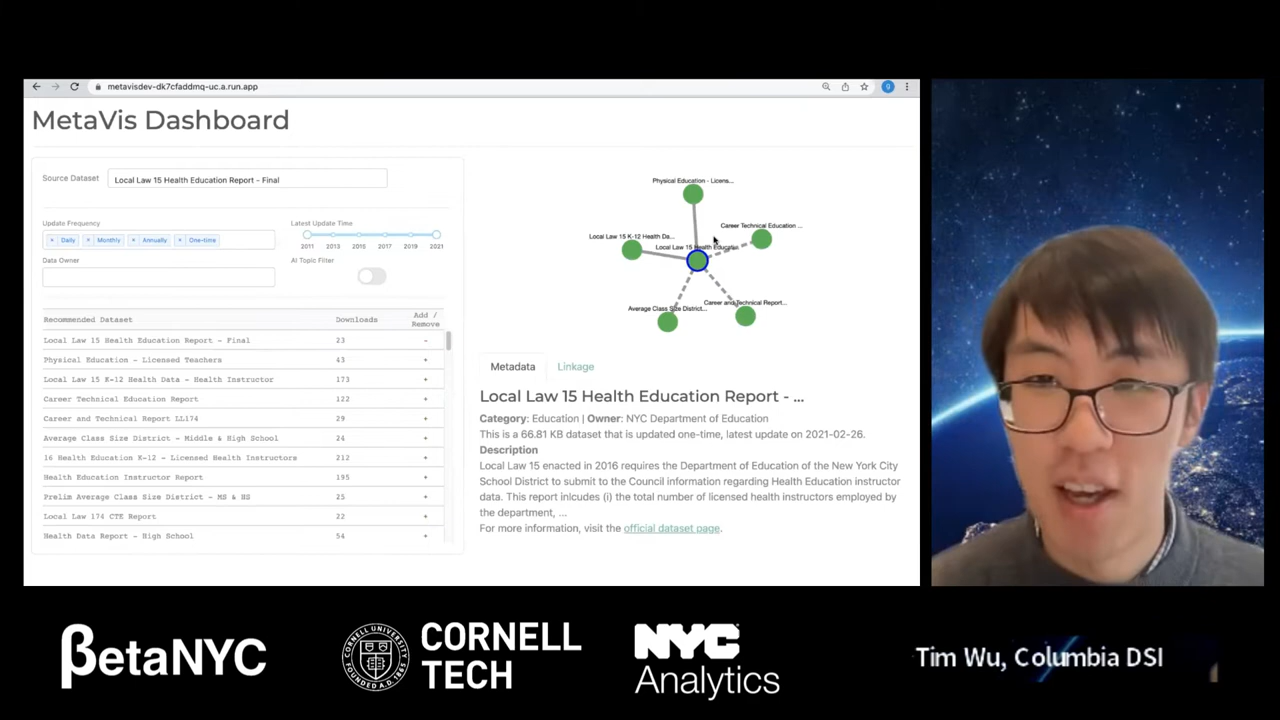 metavisdev-dk7cfaddmq-uc.a.run.app
MetaVis Dashboard
Source Dataset
Local Law 15 Health Education Report - Final
Update Frequency
Latest Update Time
× Daily × Monthly × Annually × One-time
2011 2013 2015 2017 2019 2021
Data Owner
AI Topic Filter
Recommended Dataset Downloads Add / Remove
Local Law 15 Health Education Report - Final 23 -
Physical Education - Licensed Teachers 43 +
Local Law 15 K-12 Health Data - Health Instructor 173 +
Career Technical Education Report 122 +
Career and Technical Report LL174 29 +
Average Class Size District - Middle & High School 24 +
16 Health Education K-12 - Licensed Health Instructors 212 +
Health Education Instructor Report 195 +
Prelim Average Class Size District - MS & HS 25 +
Local Law 174 CTE Report 22 +
Health Data Report - High School 54 +
Physical Education - Licens...
Career Technical Education ...
Local Law 15 K-12 Health Da...
Local Law 15 Health Educatio
Career and Technical Report...
Average Class Size District...
Metadata Linkage
Local Law 15 Health Education Report - ...
Category: Education | Owner: NYC Department of Education
This is a 66.81 KB dataset that is updated one-time, latest update on 2021-02-26.
Description
Local Law 15 enacted in 2016 requires the Department of Education of the New York City
School District to submit to the Council information regarding Health Education instructor
data. This report inlcudes (i) the total number of licensed health instructors employed by
the department, ...
For more information, visit the official dataset page.
βetaNYC
CORNELL
TECH
NYC
Analytics
Tim Wu, Columbia DSI